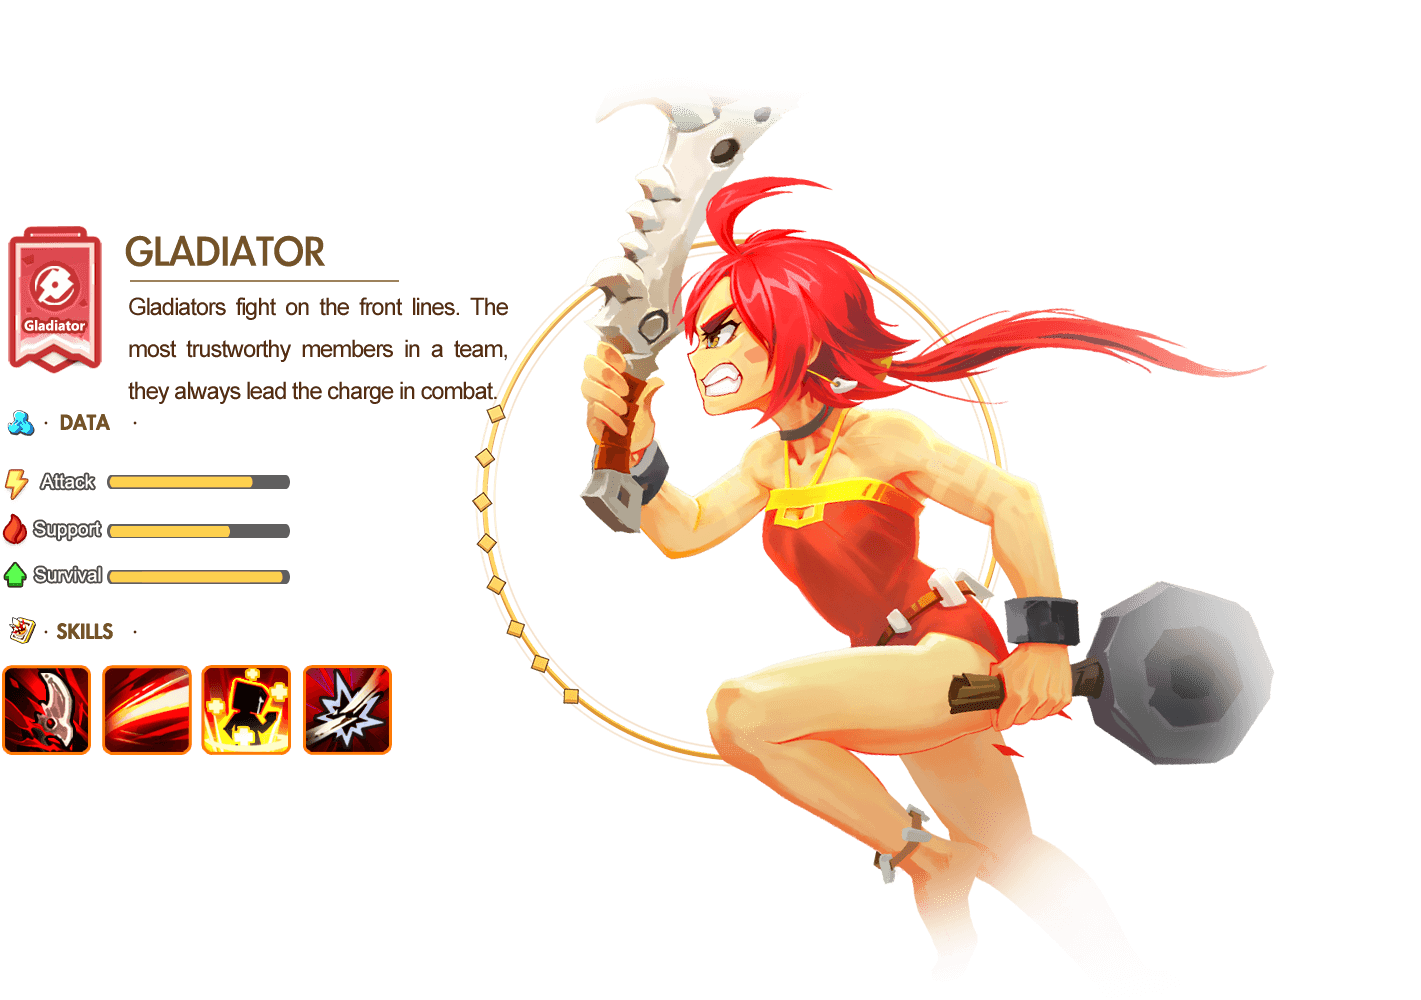 GLADIATOR
Gladiator
Gladiators fight on the front lines. The
most trustworthy members in a team,
they always lead the charge in combat.
· DATA ·
Attack
Support
Survival
· SKILLS ·